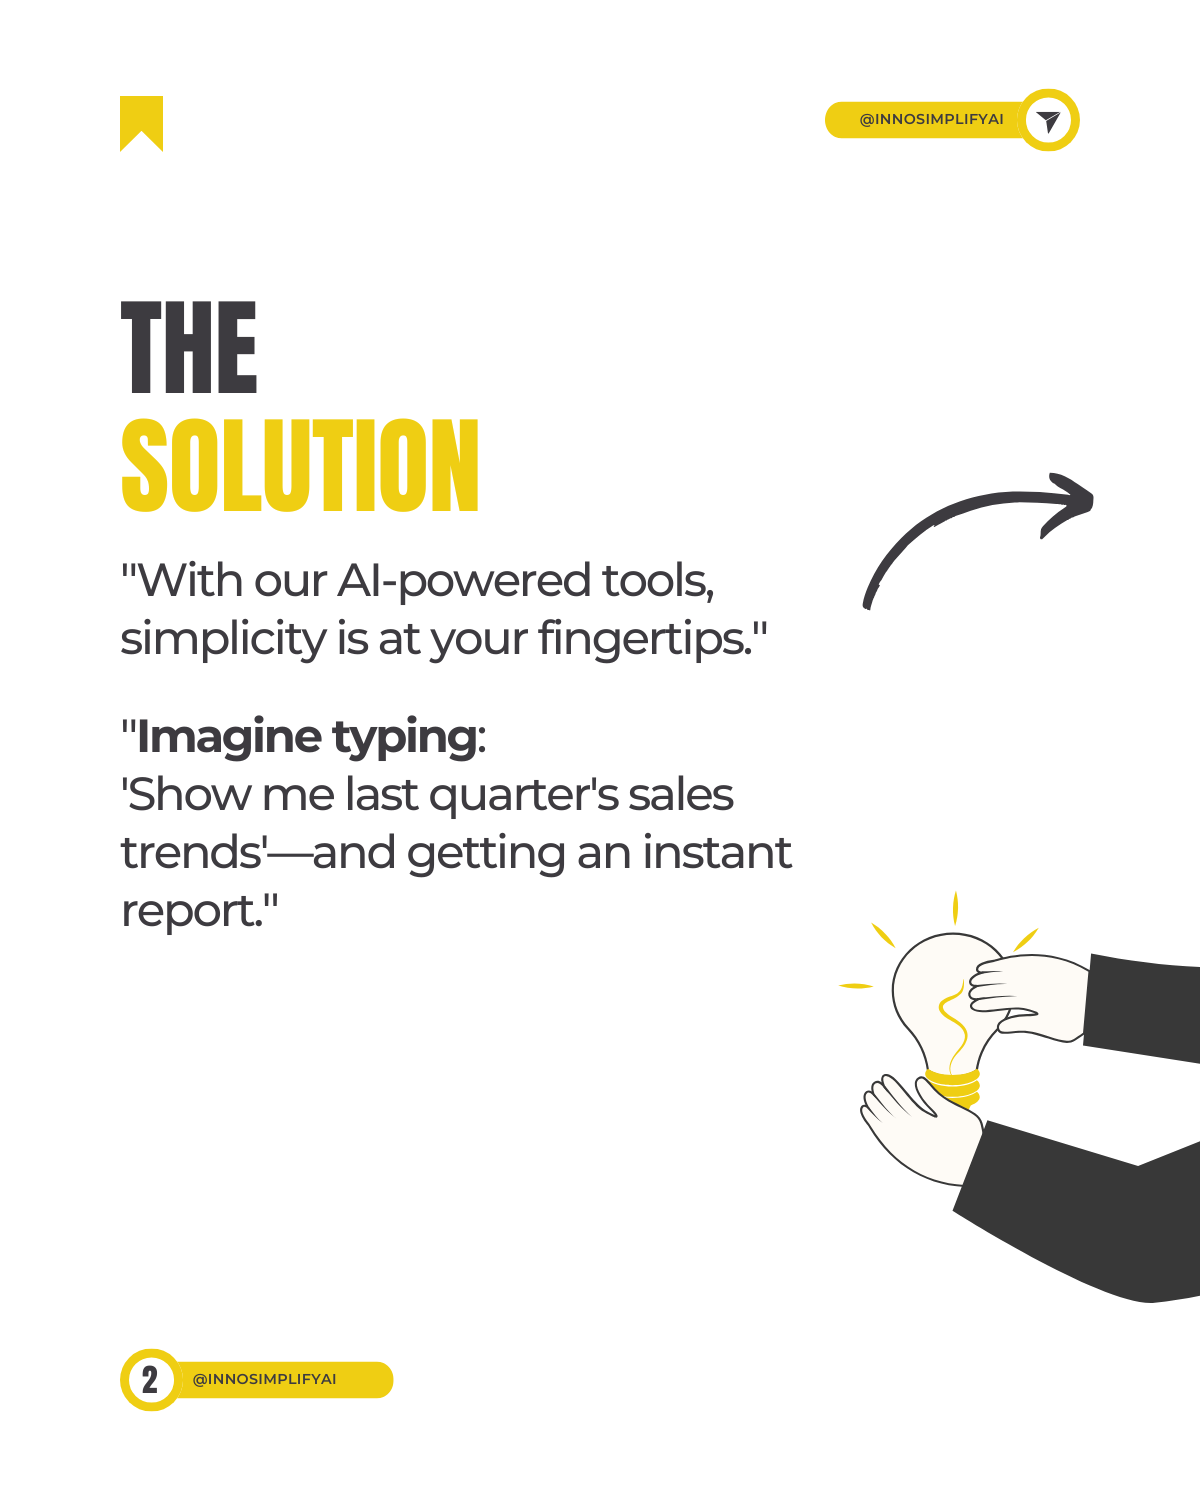 @INNOSIMPLIFYAI
THE
SOLUTION
"With our AI-powered tools,
simplicity is at your fingertips."
"Imagine typing:
'Show me last quarter's sales
trends'—and getting an instant
report."
2
@INNOSIMPLIFYAI